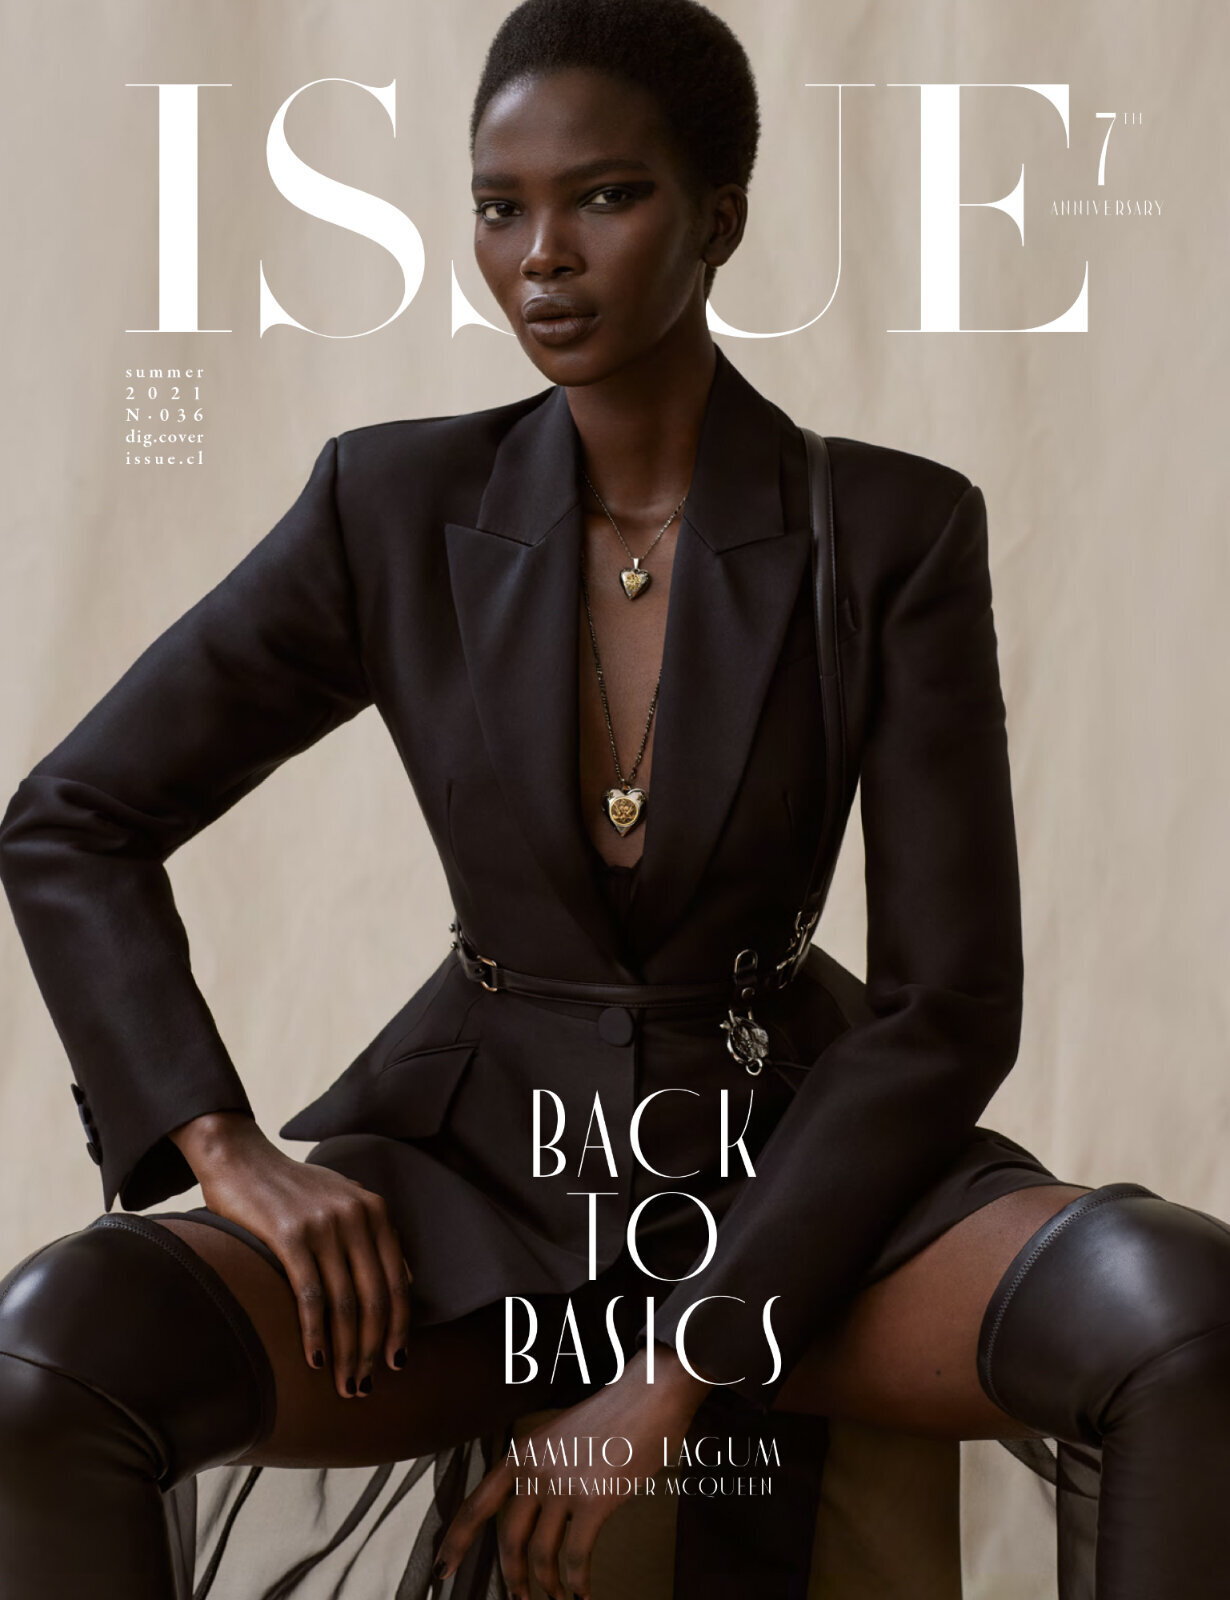 ISSUE
7TH
ANNIVERSARY
summer
2021
N·036
dig.cover
issue.cl
BACK
TO
BASICS
AAMITO LAGUM
EN ALEXANDER MCQUEEN